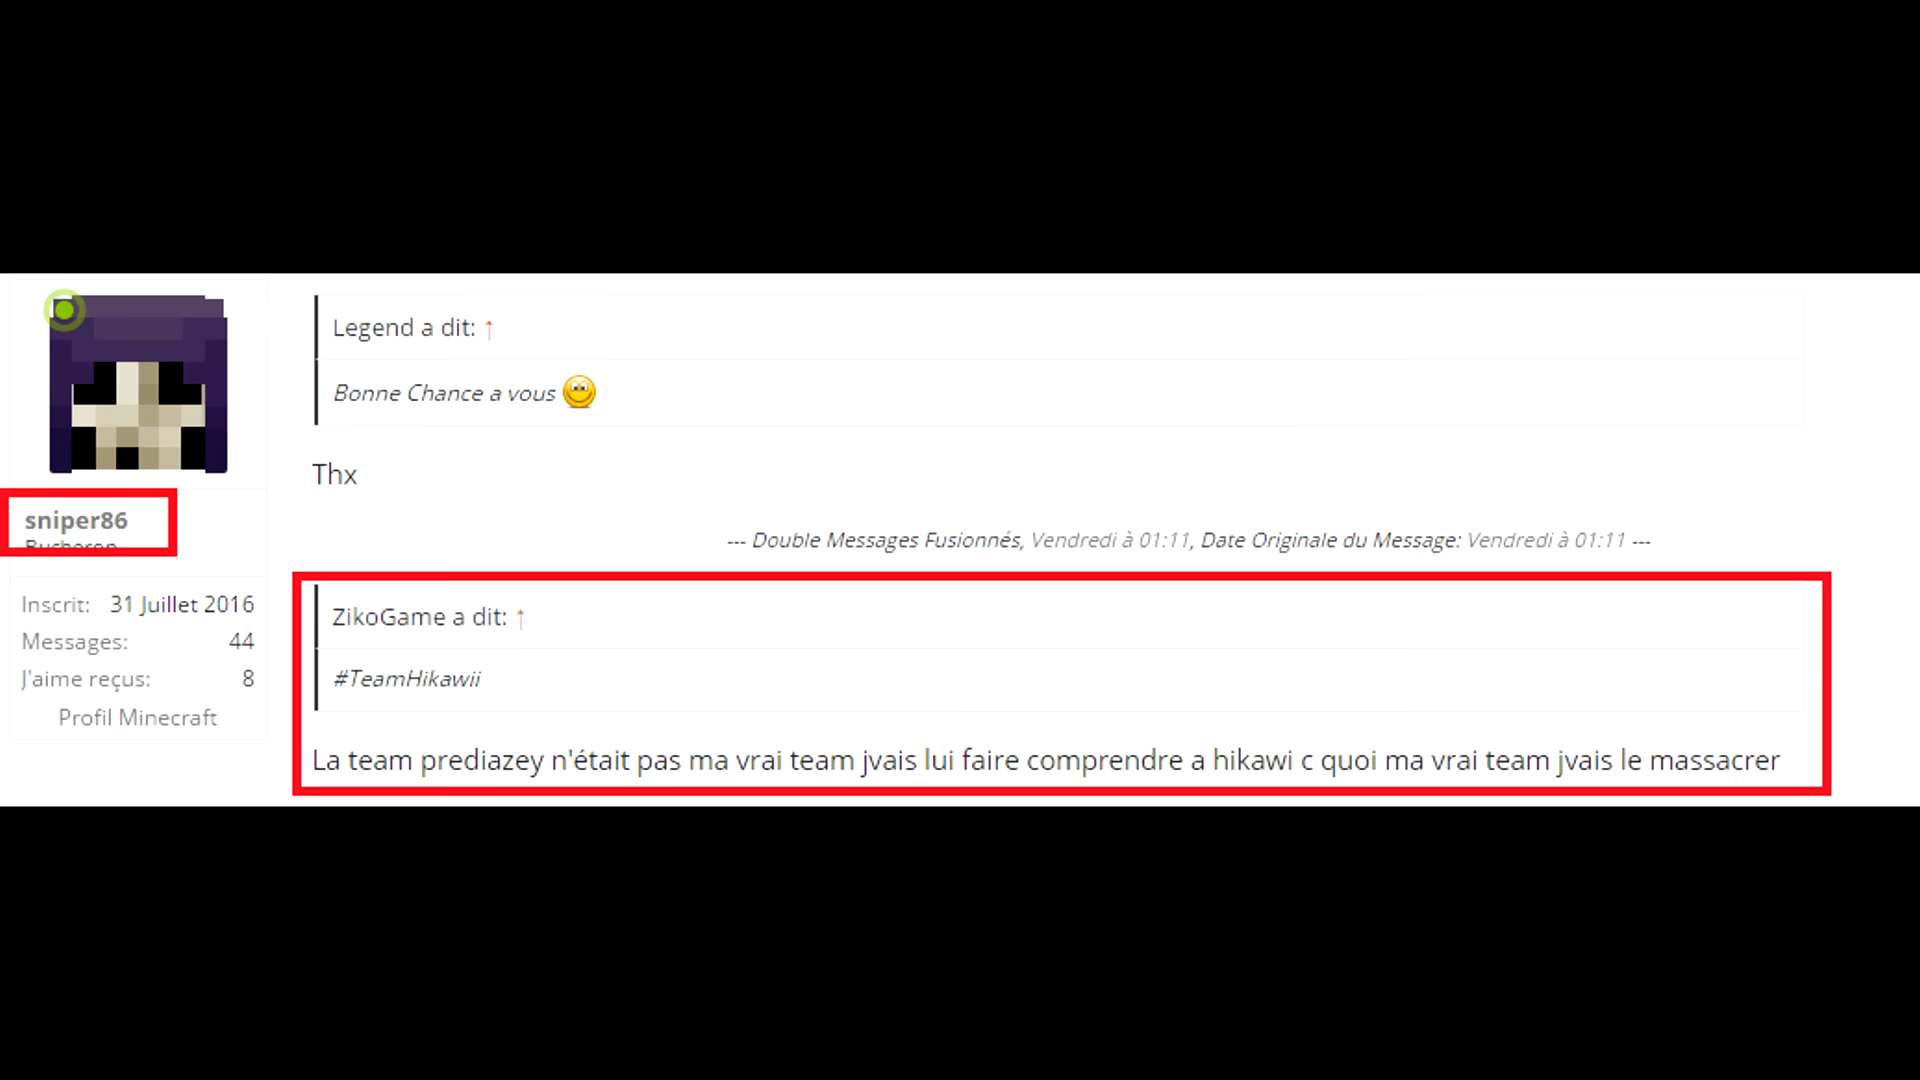 Legend a dit: ↑
Bonne Chance a vous
Thx
sniper86
Bucheron
--- Double Messages Fusionnés, Vendredi à 01:11, Date Originale du Message: Vendredi à 01:11 ---
Inscrit: 31 Juillet 2016
Messages: 44
J'aime reçus: 8
Profil Minecraft
ZikoGame a dit: ↑
#TeamHikawii
La team prediazey n'était pas ma vrai team jvais lui faire comprendre a hikawi c quoi ma vrai team jvais le massacrer